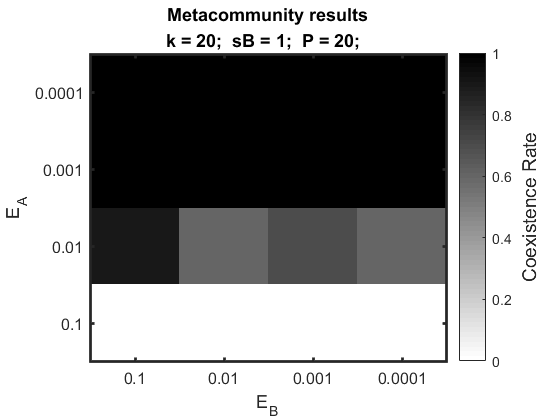 Metacommunity results
k = 20;  sB = 1;  P = 20;
E_A
0.0001
0.001
0.01
0.1
0.1
0.01
0.001
0.0001
E_B
1
0.8
0.6
0.4
0.2
0
Coexistence Rate